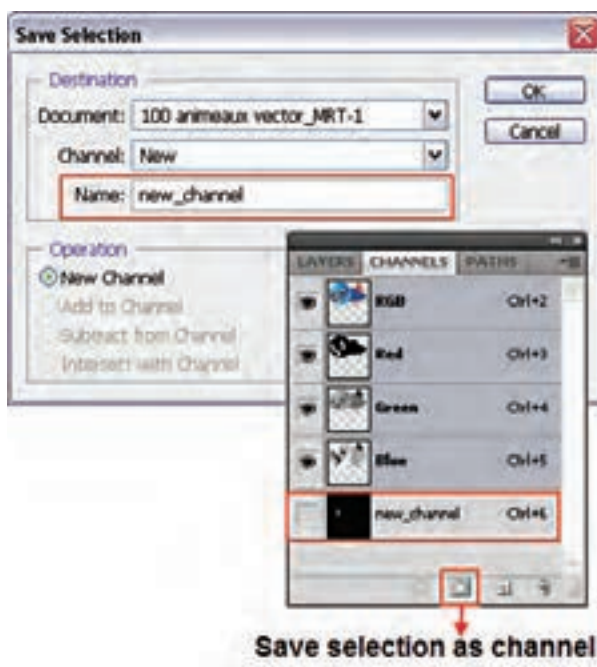 Save Selection
Destination
Document: 100 animeaux vector_MRT-1
Channel: New
Name: new_channel
OK
Cancel
Operation
New Channel
Add to Channel
Subtract from Channel
Intersect with Channel
LAYERS CHANNELS PATHS
RGB Ctrl+2
Red Ctrl+3
Green Ctrl+4
Blue Ctrl+5
new_channel Ctrl+6
Save selection as channel